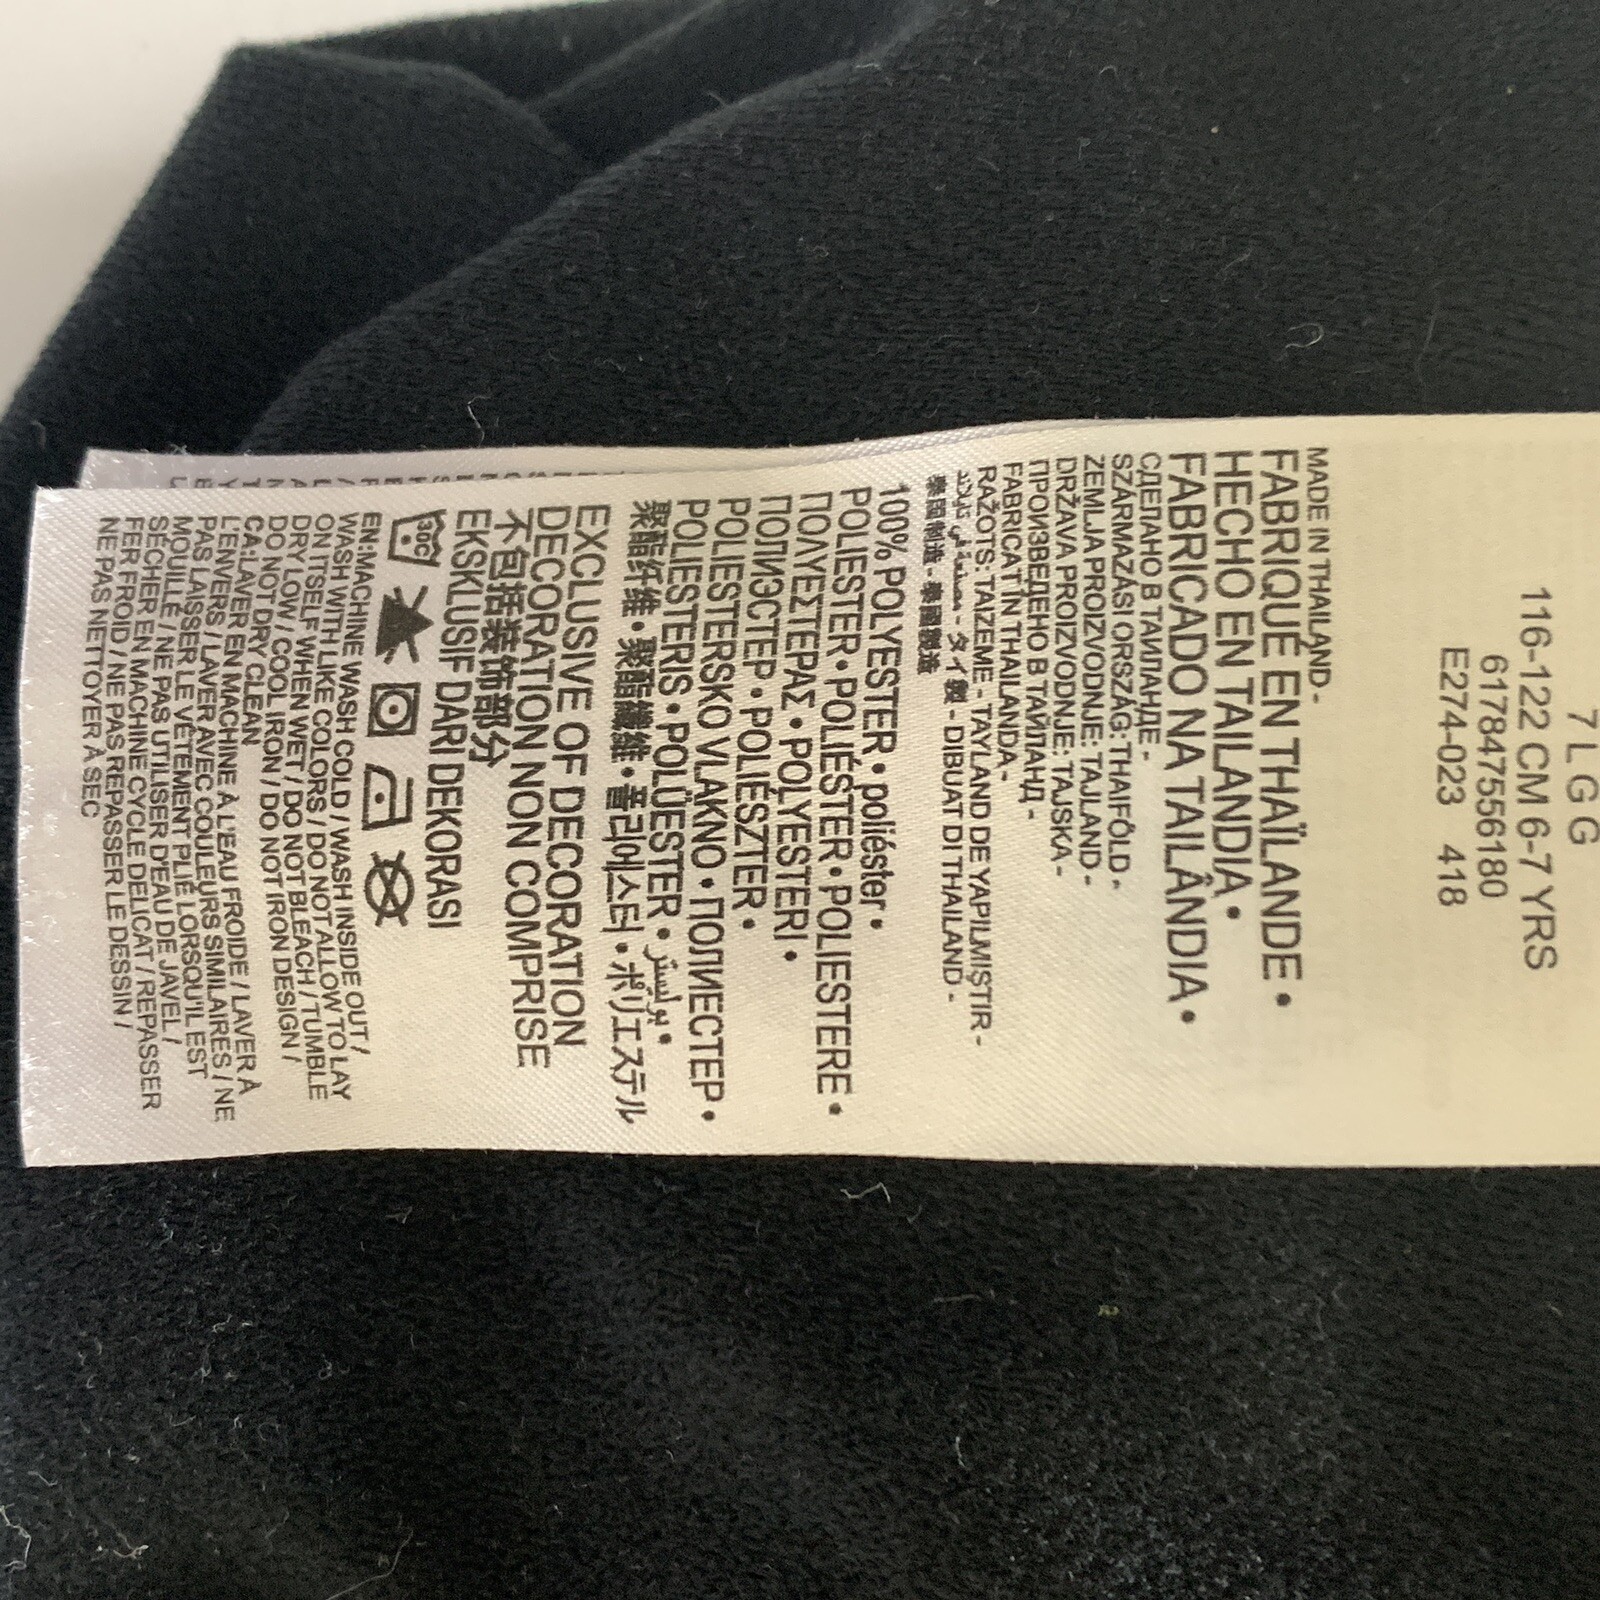 7 L G G
116-122 CM 6-7 YRS
617847556180
E274-023 418
MADE IN THAILAND -
FABRIQUÉ EN THAÏLANDE •
HECHO EN TAILANDIA •
FABRICADO NA TAILÂNDIA •
СДЕЛАНО В ТАИЛАНДЕ -
SZÁRMAZÁSI ORSZÁG: THAIFÖLD -
ZEMLJA PROIZVODNJE: TAJLAND -
DRŽAVA PROIZVODNJE: TAJSKA -
ПРОИЗВЕДЕНО В ТАЙЛАНД -
FABRICAT ÎN THAILANDA -
RAŽOTS: TAIZEME - TAYLAND DE YAPILMIŞTIR -
タイ製 - DIBUAT DI THAILAND -
泰国制造 - 泰國製造
100% POLYESTER • poliéster •
POLIESTER • POLIÉSTER • POLIESTERE •
ΠΟΛΥΕΣΤΕΡΑΣ • POLYESTERI •
ПОЛИЭСТЕР • POLIÉSZTER •
POLIESTERSKO VLAKNO • ПОЛИЕСТЕР •
POLIESTERIS • POLÜESTER • بوليستر •
聚酯纤维 • 聚酯纖維 • 폴리에스터 • ポリエステル
EXCLUSIVE OF DECORATION
DECORATION NON COMPRISE
不包括装饰部分
EKSKLUSIF DARI DEKORASI
30C
EN:MACHINE WASH COLD / WASH INSIDE OUT /
WASH WITH LIKE COLORS / DO NOT ALLOW TO LAY
ON ITSELF WHEN WET / DO NOT BLEACH / TUMBLE
DRY LOW / COOL IRON / DO NOT IRON DESIGN /
DO NOT DRY CLEAN
CA:LAVER EN MACHINE À L'EAU FROIDE / LAVER À
L'ENVERS / LAVER AVEC COULEURS SIMILAIRES / NE
PAS LAISSER LE VÊTEMENT PLIÉ LORSQU'IL EST
MOUILLÉ / NE PAS UTILISER D'EAU DE JAVEL /
SÉCHER EN MACHINE CYCLE DÉLICAT / REPASSER
FER FROID / NE PAS REPASSER LE DESSIN /
NE PAS NETTOYER À SEC